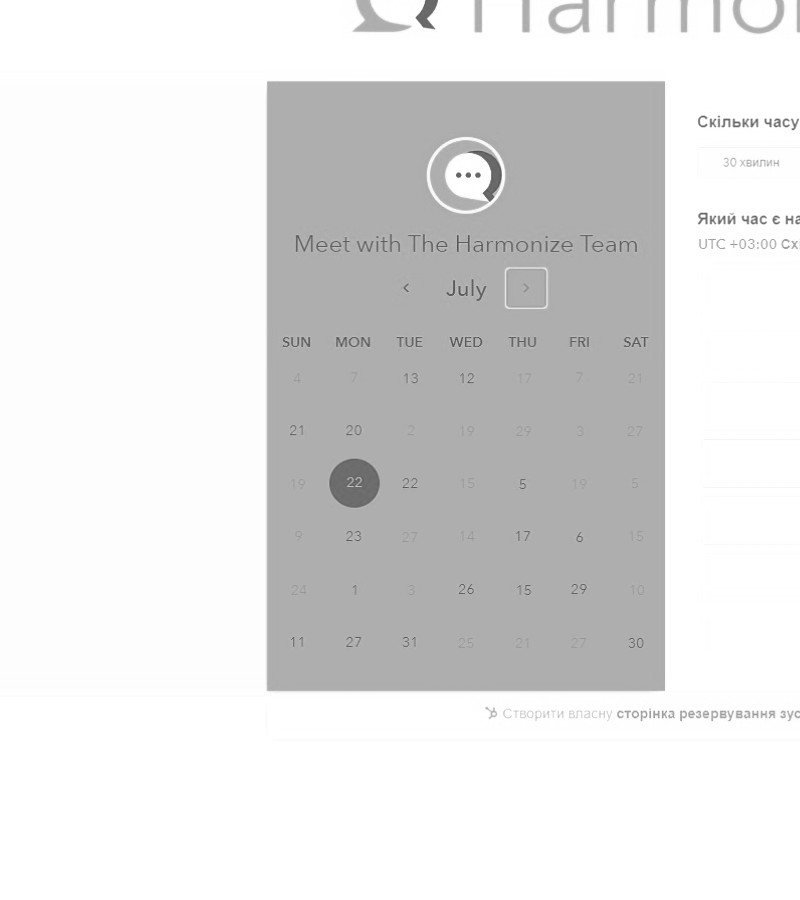 Harmon
Meet with The Harmonize Team
July
SUN MON TUE WED THU FRI SAT
4 7 13 12 17 7 21
21 20 2 19 29 3 27
19 22 22 15 5 19 5
9 23 27 14 17 6 15
24 1 3 26 15 29 10
11 27 31 25 21 27 30
Скільки часу
30 хвилин
Який час є на
UTC +03:00 Схі
Створити власну сторінка резервування зус